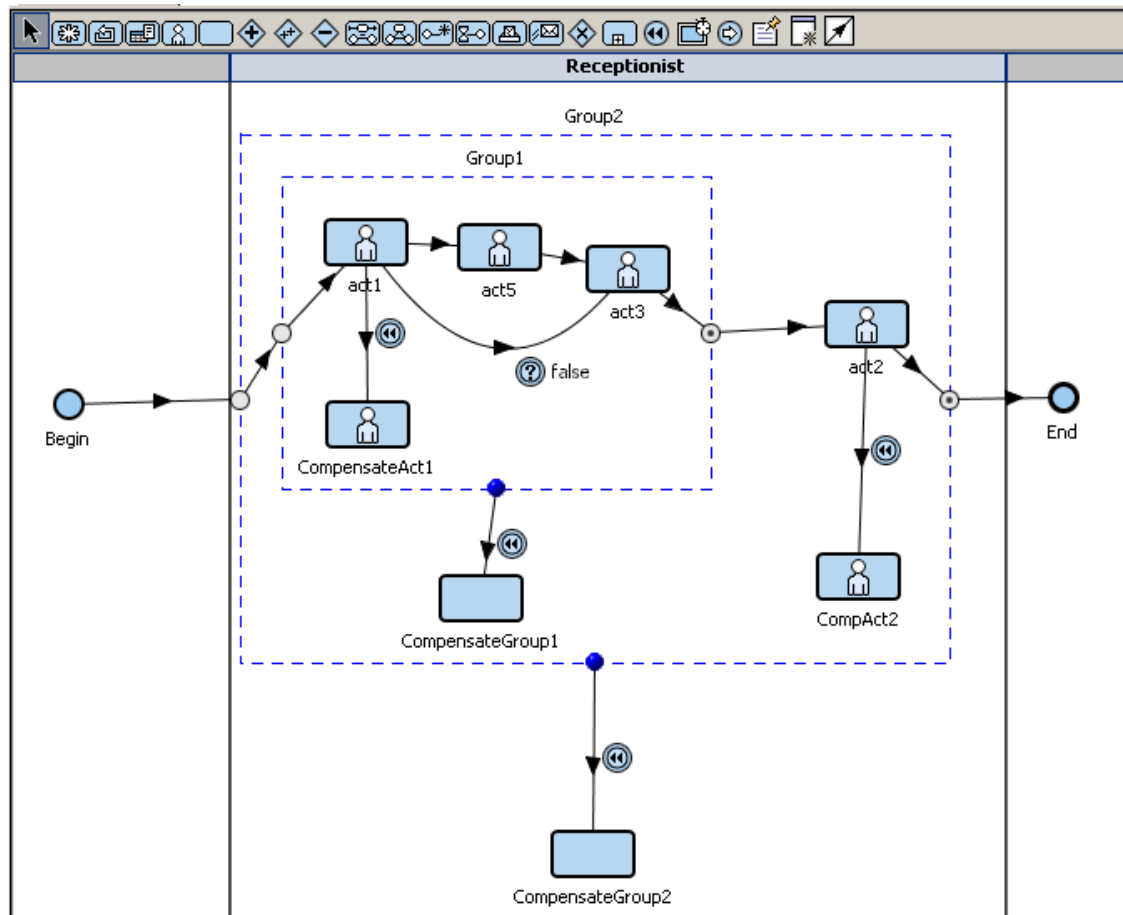 Receptionist
Group2
Group1
act1
act5
act3
act2
false
Begin
End
CompensateAct1
CompensateGroup1
CompAct2
CompensateGroup2